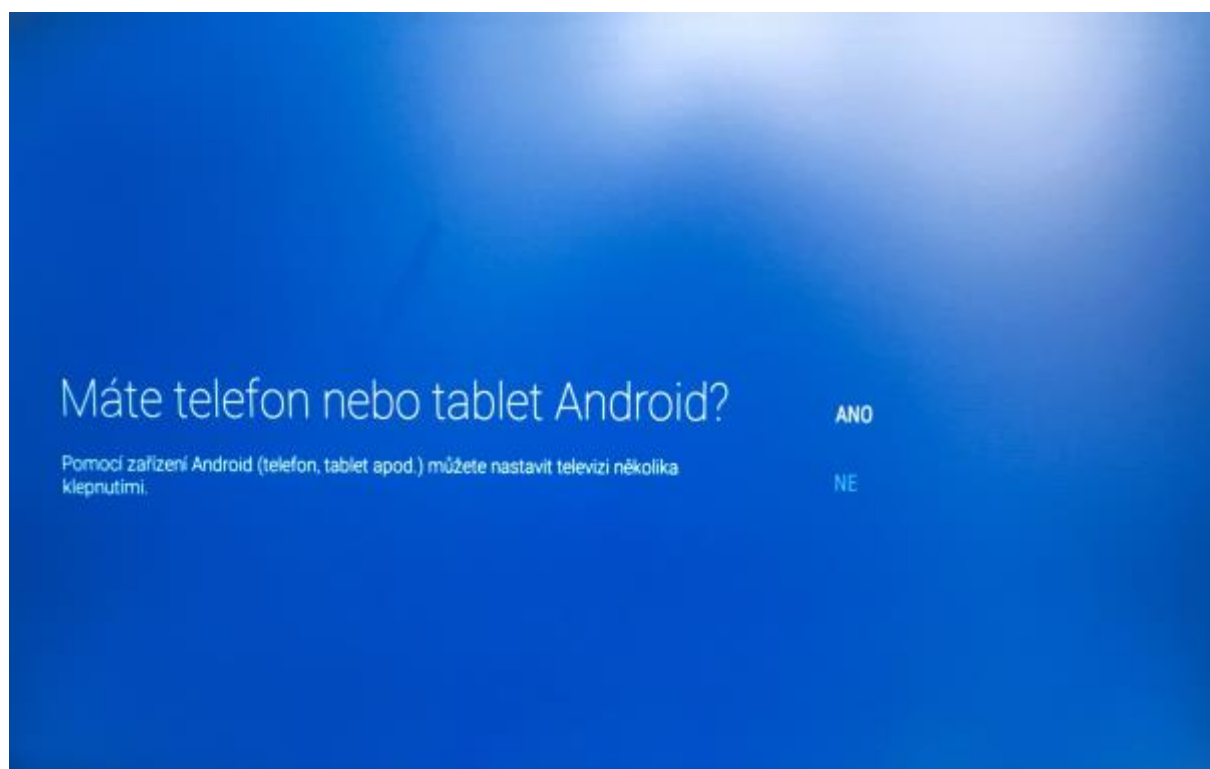 Máte telefon nebo tablet Android?
ANO
Pomocí zařízení Android (telefon, tablet apod.) můžete nastavit televizi několika
klepnutími.
NE